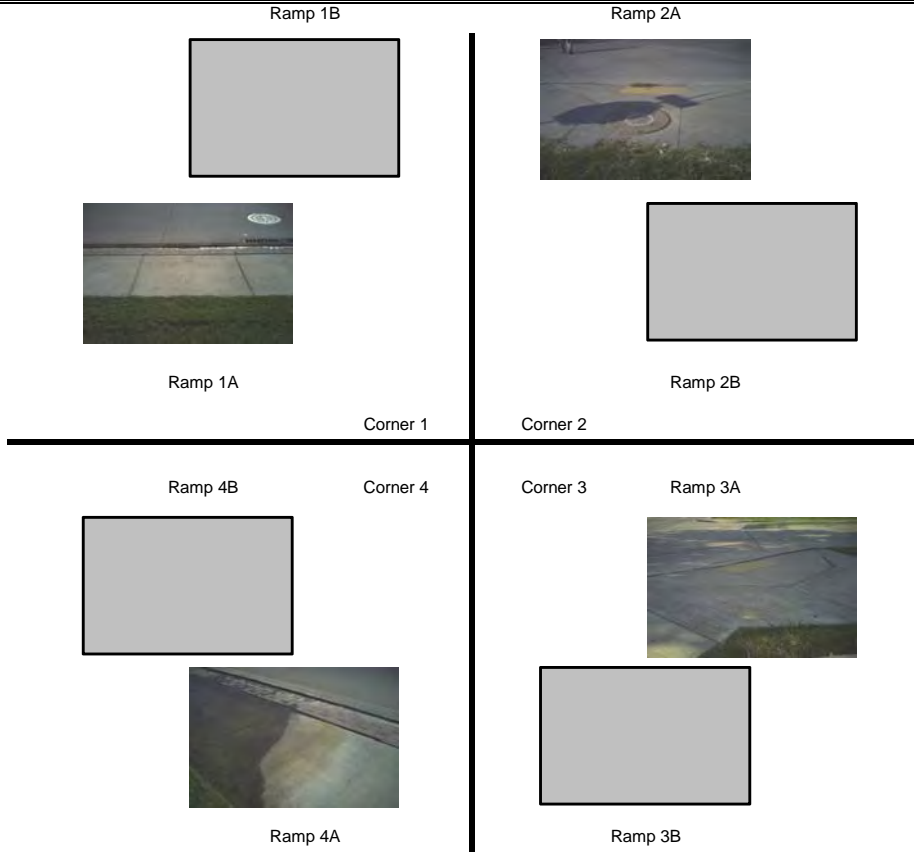 Ramp 1B Ramp 2A
Ramp 1A Ramp 2B
Corner 1 Corner 2
Ramp 4B Corner 4 Corner 3 Ramp 3A
Ramp 4A Ramp 3B